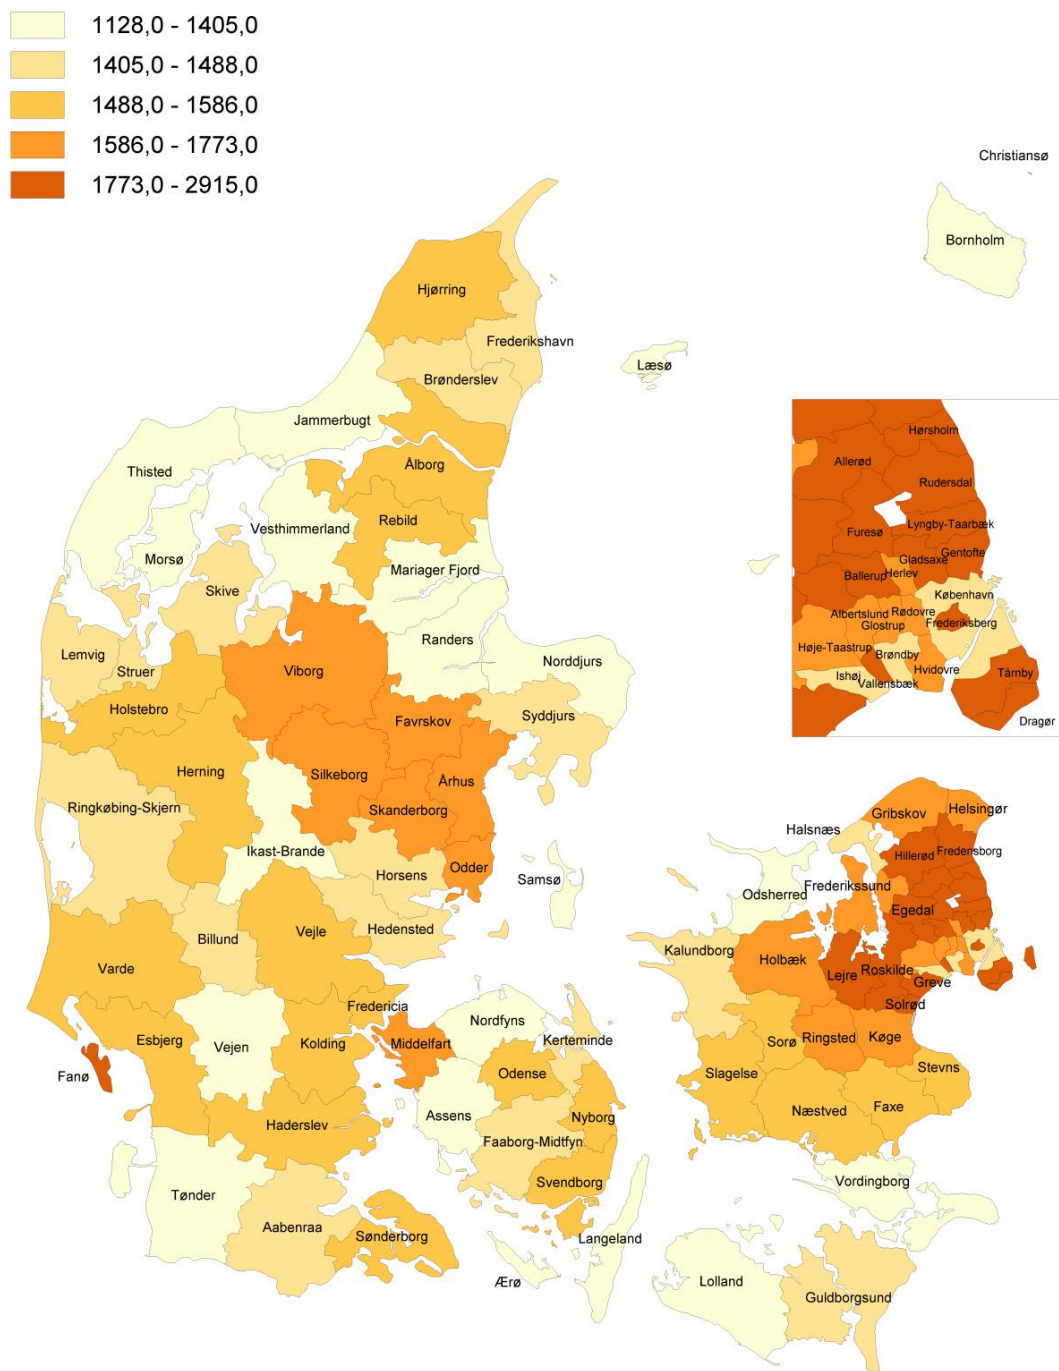 1128,0 - 1405,0
1405,0 - 1488,0
1488,0 - 1586,0
1586,0 - 1773,0
1773,0 - 2915,0
Christiansø
Bornholm
Hjørring
Frederikshavn
Læsø
Brønderslev
Jammerbugt
Hørsholm
Allerød
Ålborg
Thisted
Rudersdal
Rebild
Vesthimmerland
Lyngby-Taarbæk
Furesø
Gentofte
Morsø
Gladsaxe
Mariager Fjord
Herlev
Ballerup
Skive
København
Albertslund
Rødovre
Glostrup
Frederiksberg
Randers
Høje-Taastrup
Lemvig
Brøndby
Norddjurs
Struer
Viborg
Hvidovre
Tårnby
Ishøj
Vallensbæk
Holstebro
Favrskov
Syddjurs
Dragør
Herning
Silkeborg
Århus
Ringkøbing-Skjern
Skanderborg
Gribskov
Helsingør
Halsnæs
Ikast-Brande
Fredensborg
Hillerød
Odder
Horsens
Samsø
Frederikssund
Odsherred
Egedal
Hedensted
Billund
Vejle
Kalundborg
Holbæk
Varde
Lejre
Roskilde
Greve
Fredericia
Solrød
Nordfyns
Ringsted
Køge
Esbjerg
Vejen
Kolding
Middelfart
Kerteminde
Sorø
Stevns
Fanø
Odense
Slagelse
Næstved
Faxe
Assens
Nyborg
Haderslev
Faaborg-Midtfyn
Vordingborg
Svendborg
Tønder
Aabenraa
Sønderborg
Langeland
Ærø
Lolland
Guldborgsund